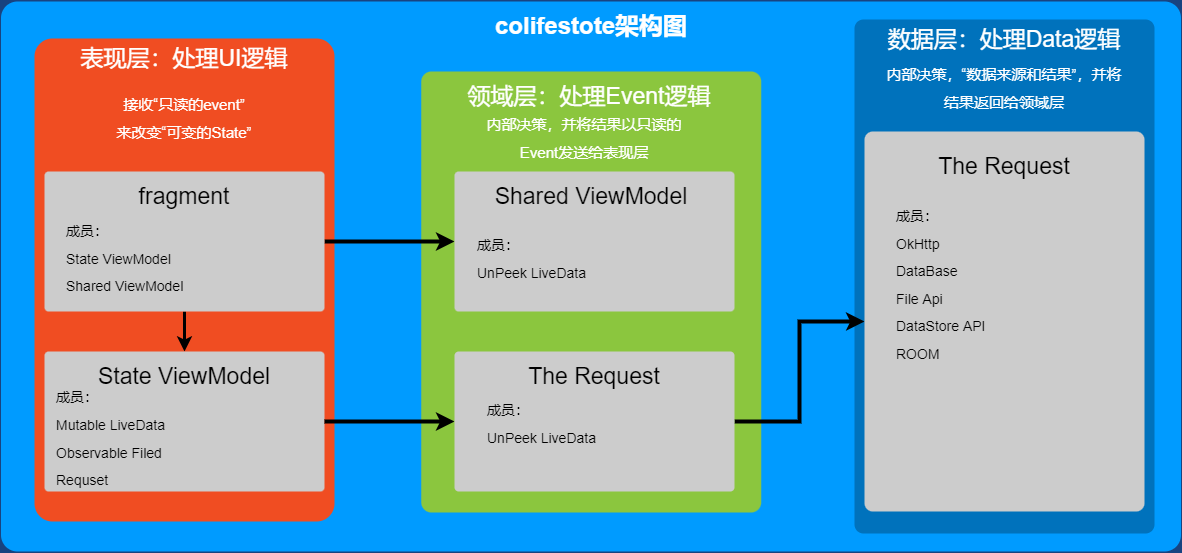 colifestote架构图
表现层：处理UI逻辑
接收“只读的event”
来改变“可变的State”
fragment
成员：
State ViewModel
Shared ViewModel
State ViewModel
成员：
Mutable LiveData
Observable Filed
Requset
领域层：处理Event逻辑
内部决策，并将结果以只读的
Event发送给表现层
Shared ViewModel
成员：
UnPeek LiveData
The Request
成员：
UnPeek LiveData
数据层：处理Data逻辑
内部决策，“数据来源和结果”，并将
结果返回给领域层
The Request
成员：
OkHttp
DataBase
File Api
DataStore API
ROOM